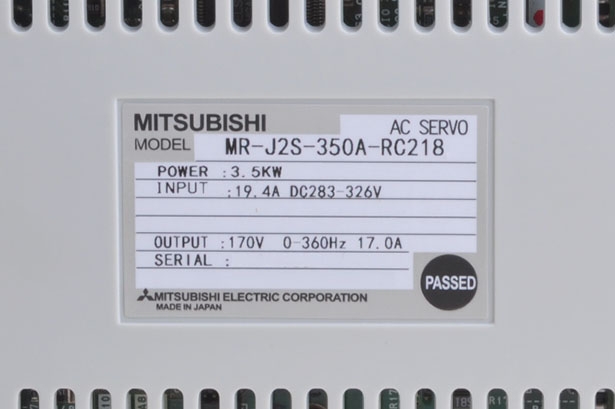 MITSUBISHI
AC SERVO
MODEL MR-J2S-350A-RC218
POWER :3.5KW
INPUT :19.4A DC283-326V
OUTPUT :170V 0-360Hz 17.0A
SERIAL :
PASSED
MITSUBISHI ELECTRIC CORPORATION
MADE IN JAPAN